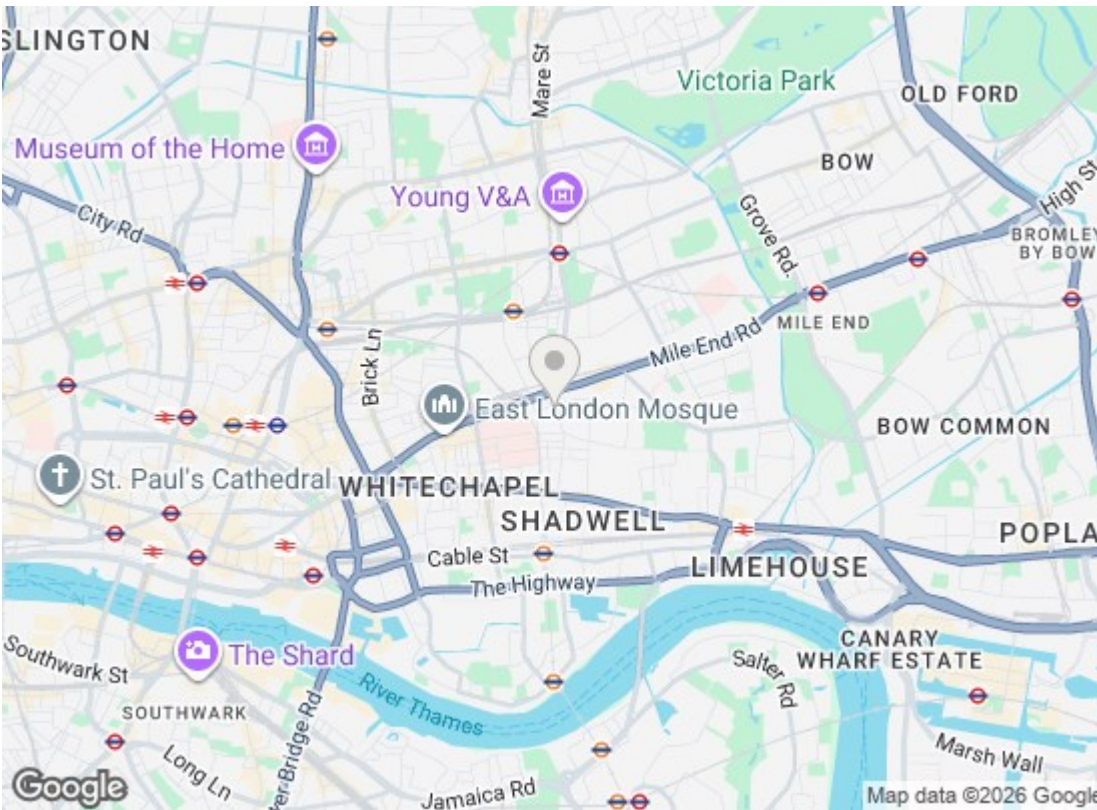 SLINGTON
Mare St
Victoria Park
OLD FORD
Museum of the Home
BOW
Young V&A
High St
City Rd
Grove Rd.
BROMLEY
BY BOW
MILE END
Brick Ln
Mile End Rd
East London Mosque
BOW COMMON
St. Paul's Cathedral
WHITECHAPEL
SHADWELL
POPLA
Cable St
LIMEHOUSE
The Highway
CANARY
WHARF ESTATE
The Shard
Southwark St
Salter Rd
River Thames
SOUTHWARK
er-Bridge Rd
Marsh Wall
Long Ln
Jamaica Rd
Google
Map data ©2026 Google